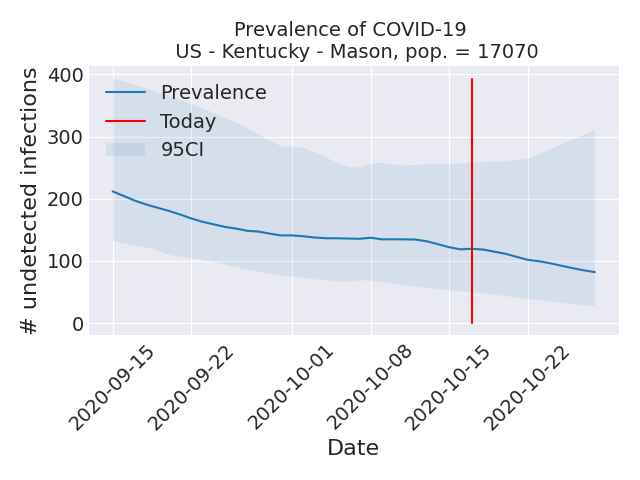 Prevalence of COVID-19
US - Kentucky - Mason, pop. = 17070
# undetected infections
400
300
200
100
0
Prevalence
Today
95CI
2020-09-15
2020-09-22
2020-10-01
2020-10-08
2020-10-15
2020-10-22
Date